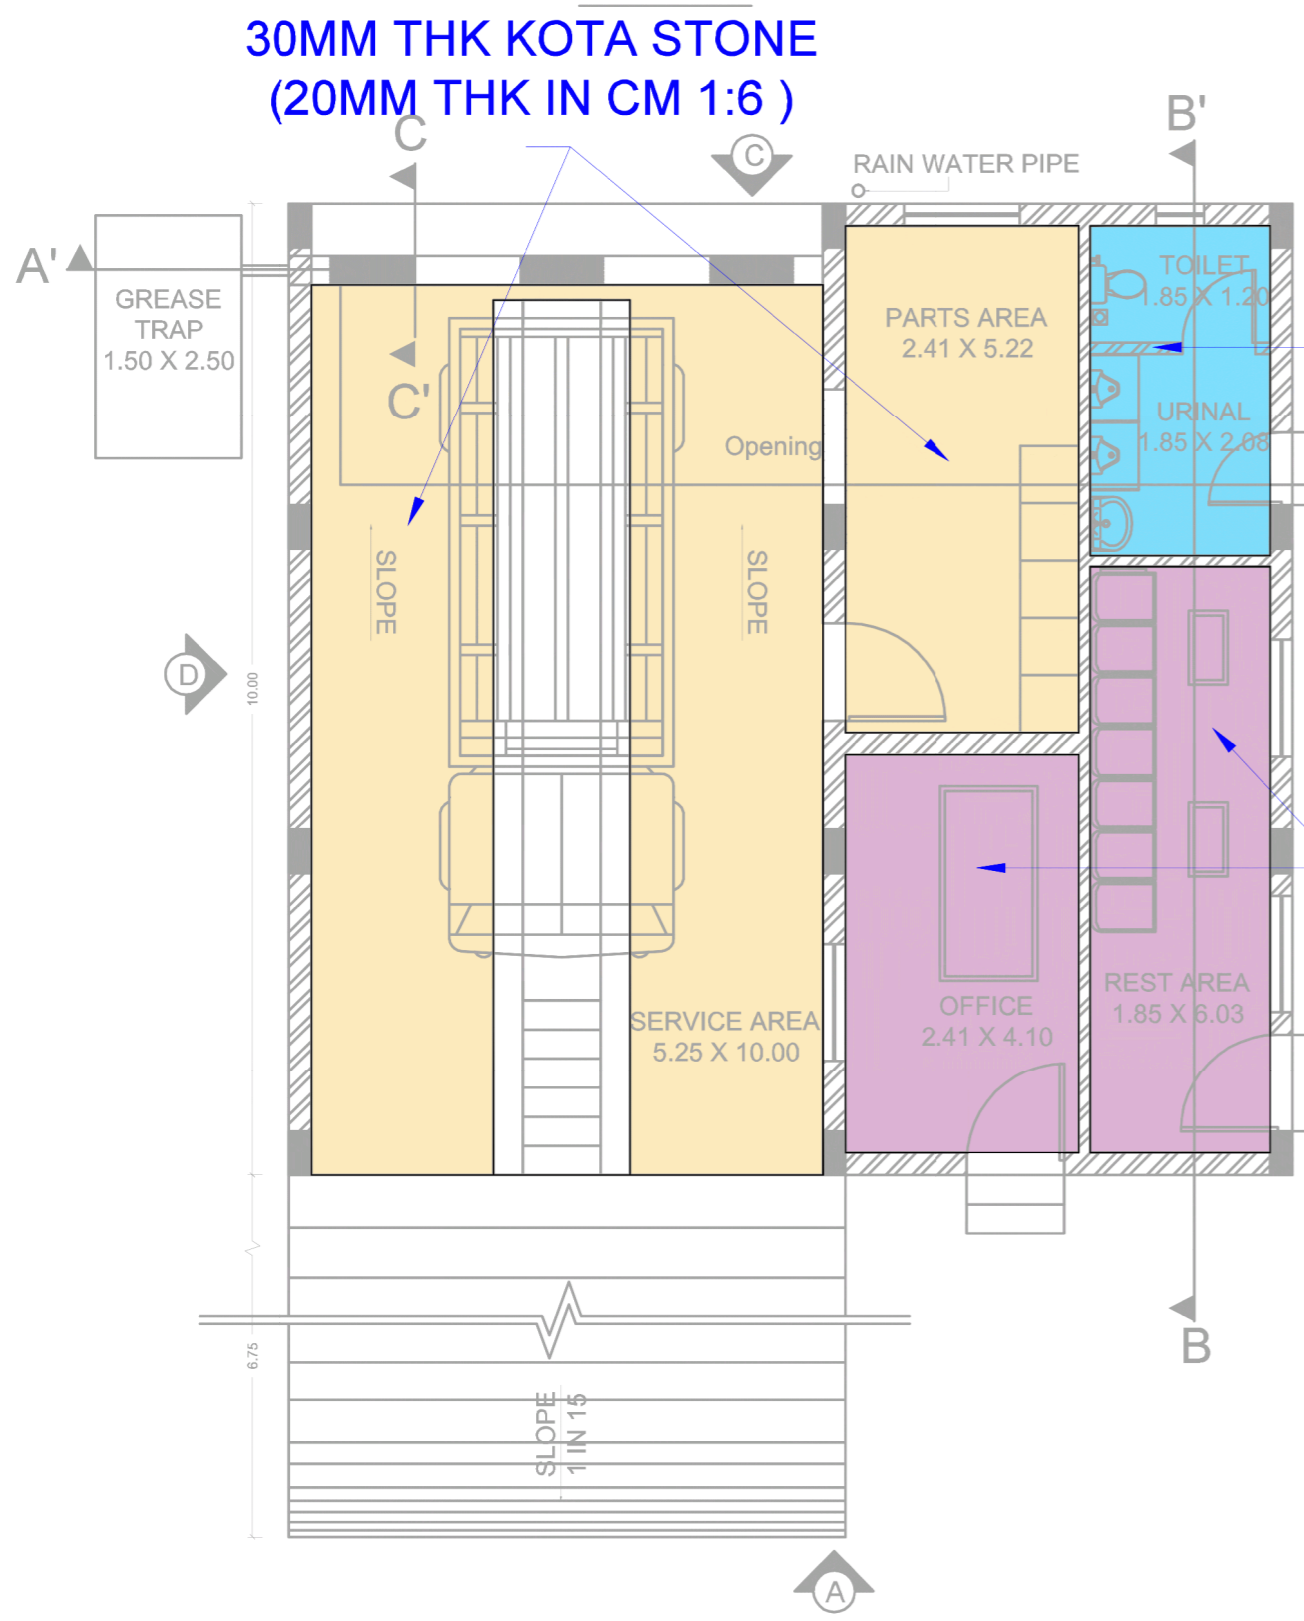 30MM THK KOTA STONE
(20MM THK IN CM 1:6 )
C
C
B'
RAIN WATER PIPE
A'
GREASE
TRAP
1.50 X 2.50
C'
PARTS AREA
2.41 X 5.22
TOILET
1.85 X 1.20
Opening
URINAL
1.85 X 2.08
SLOPE
SLOPE
D
10.00
SERVICE AREA
5.25 X 10.00
OFFICE
2.41 X 4.10
REST AREA
1.85 X 6.03
B
6.75
SLOPE
1 IN 15
A